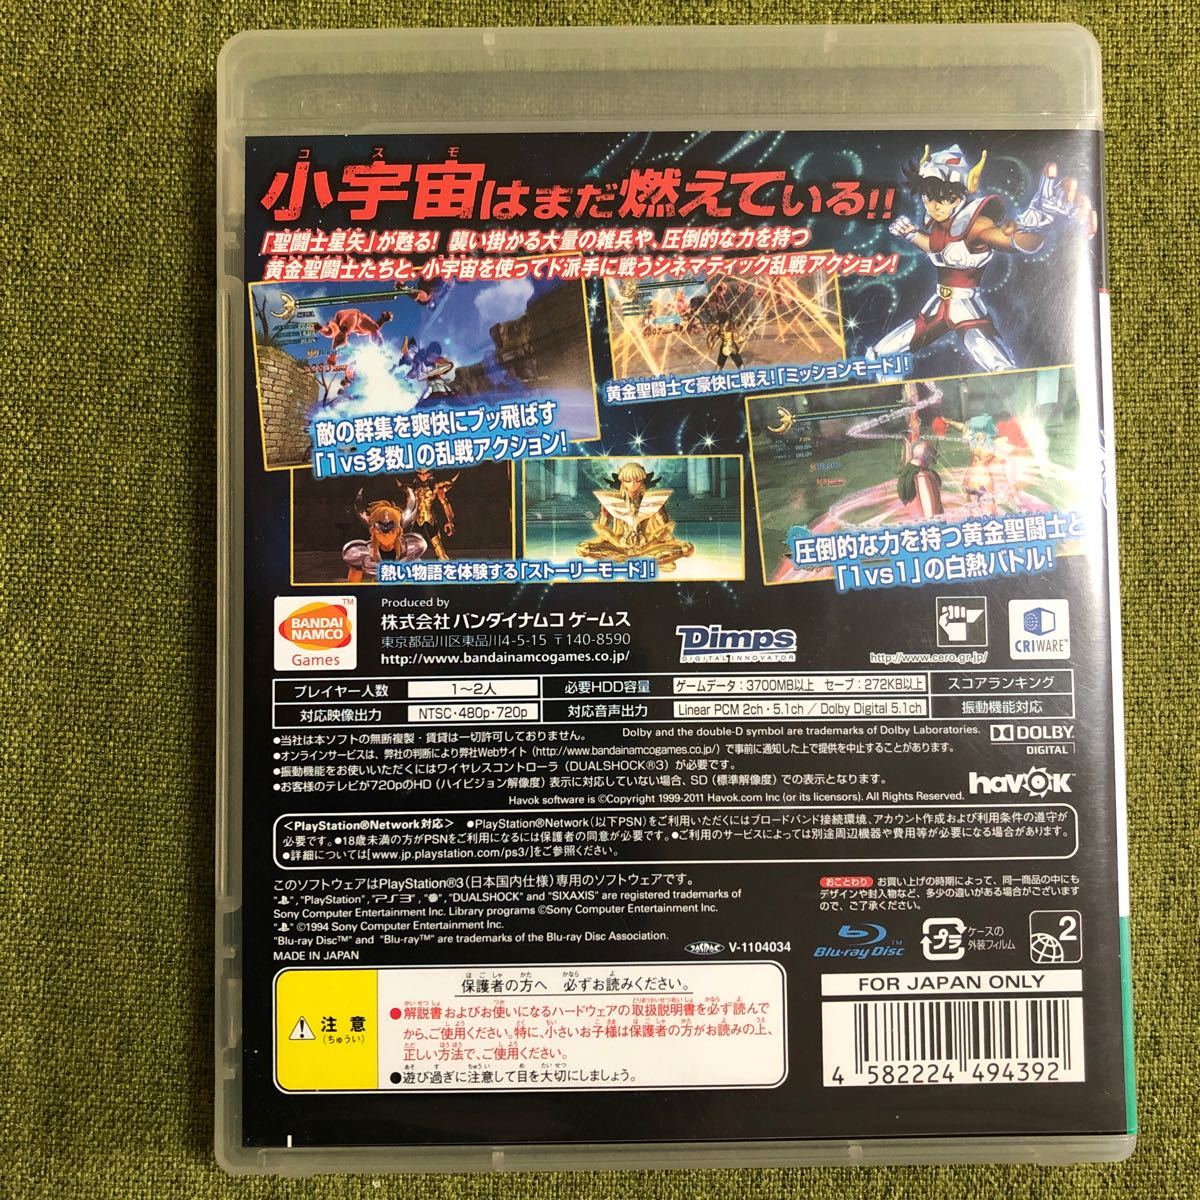 コスモ
小宇宙はまだ燃えている!!
「聖闘士星矢」が甦る! 襲い掛かる大量の雑兵や、圧倒的な力を持つ
黄金聖闘士たちと、小宇宙を使ってド派手に戦うシネマティック乱戦アクション!
敵の群集を爽快にブッ飛ばす
「1vs多数」の乱戦アクション!
黄金聖闘士で豪快に戦え!「ミッションモード」!
熱い物語を体験する「ストーリーモード」!
圧倒的な力を持つ黄金聖闘士と
「1vs1」の白熱バトル!
BANDAI NAMCO Games
TM
Produced by
株式会社 バンダイナムコ ゲームス
東京都品川区東品川4-5-15 〒140-8590
http://www.bandainamcogames.co.jp/
Dimps
DIGITAL INNOVATOR
http://www.cero.gr.jp/
CRIWARE™
プレイヤー人数 1〜2人 必要HDD容量 ゲームデータ:3700MB以上 セーブ:272KB以上 スコアランキング
対応映像出力 NTSC・480p・720p 対応音声出力 Linear PCM 2ch・5.1ch / Dolby Digital 5.1ch 振動機能対応
●当社は本ソフトの無断複製・賃貸は一切許可しておりません。 Dolby and the double-D symbol are trademarks of Dolby Laboratories.
DOLBY DIGITAL
●オンラインサービスは、弊社の判断により弊社Webサイト(http://www.bandainamcogames.co.jp/)で事前に通知した上で提供を中止することがあります。
●振動機能をお使いいただくにはワイヤレスコントローラ(DUALSHOCK®3)が必要です。
●お客様のテレビが720pのHD(ハイビジョン解像度)表示に対応していない場合、SD(標準解像度)での表示となります。
havok
Havok software is ©Copyright 1999-2011 Havok.com Inc (or its licensors). All Rights Reserved.
<PlayStation®Network対応> ●PlayStation®Network(以下PSN)をご利用いただくにはブロードバンド接続環境、アカウント作成および利用条件の遵守が
必要です。●18歳未満の方がPSNをご利用になるには保護者の同意が必要です。●ご利用のサービスによっては別途周辺機器や費用等が必要になる場合があります。
●詳細については[www.jp.playstation.com/ps3/]をご参照ください。
このソフトウェアはPlayStation®3(日本国内仕様)専用のソフトウェアです。
"PlayStation", "PS3", "DUALSHOCK" and "SIXAXIS" are registered trademarks of
Sony Computer Entertainment Inc. Library programs ©Sony Computer Entertainment Inc.
©1994 Sony Computer Entertainment Inc.
"Blu-ray Disc™" and "Blu-ray™" are trademarks of the Blu-ray Disc Association.
MADE IN JAPAN
JASRAC V-1104034
おことわり お買い上げの時期によって、同一商品の中にも
デザインや封入物など、多少の違いがある場合がございます
ので、ご了承ください。
Blu-ray Disc™
プラ
ケースの
外装フィルム
2
FOR JAPAN ONLY
4 582224 494392
保護者の方へ 必ずお読みください。
注意
(ちゅうい)
●解説書およびお使いになるハードウェアの取扱説明書を必ず読んで
から、ご使用ください。特に、小さいお子様は保護者の方がお読みの上、
正しい方法で、ご使用ください。
●遊び過ぎに注意して目を大切にしましょう。